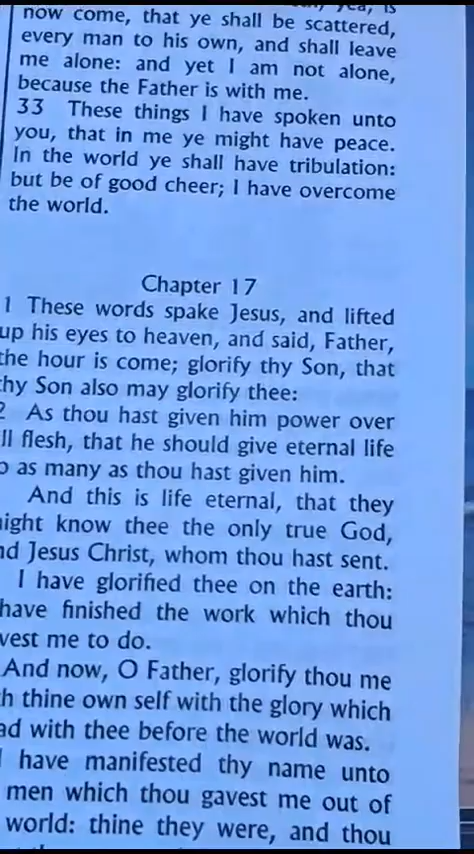 yea, is
now come, that ye shall be scattered,
every man to his own, and shall leave
me alone: and yet I am not alone,
because the Father is with me.
33 These things I have spoken unto
you, that in me ye might have peace.
In the world ye shall have tribulation:
but be of good cheer; I have overcome
the world.
Chapter 17
1 These words spake Jesus, and lifted
up his eyes to heaven, and said, Father,
the hour is come; glorify thy Son, that
thy Son also may glorify thee:
2 As thou hast given him power over
ll flesh, that he should give eternal life
o as many as thou hast given him.
And this is life eternal, that they
ight know thee the only true God,
nd Jesus Christ, whom thou hast sent.
I have glorified thee on the earth:
have finished the work which thou
vest me to do.
And now, O Father, glorify thou me
h thine own self with the glory which
ad with thee before the world was.
I have manifested thy name unto
men which thou gavest me out of
world: thine they were, and thou